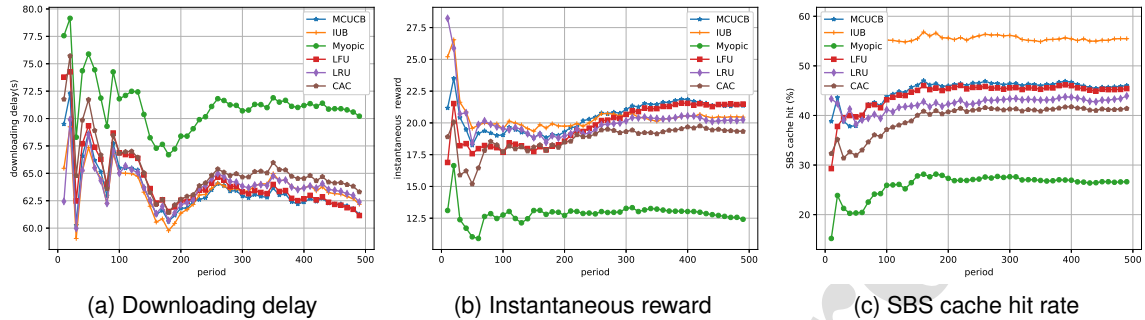 80.0
77.5
75.0
72.5
70.0
67.5
65.0
62.5
60.0
downloading delay(s)
0 100 200 300 400 500
period
MCUCB
IUB
Myopic
LFU
LRU
CAC
(a) Downloading delay
27.5
25.0
22.5
20.0
17.5
15.0
12.5
instantaneous reward
0 100 200 300 400 500
period
MCUCB
IUB
Myopic
LFU
LRU
CAC
(b) Instantaneous reward
60
50
40
30
20
SBS cache hit (%)
0 100 200 300 400 500
period
MCUCB
IUB
Myopic
LFU
LRU
CAC
(c) SBS cache hit rate